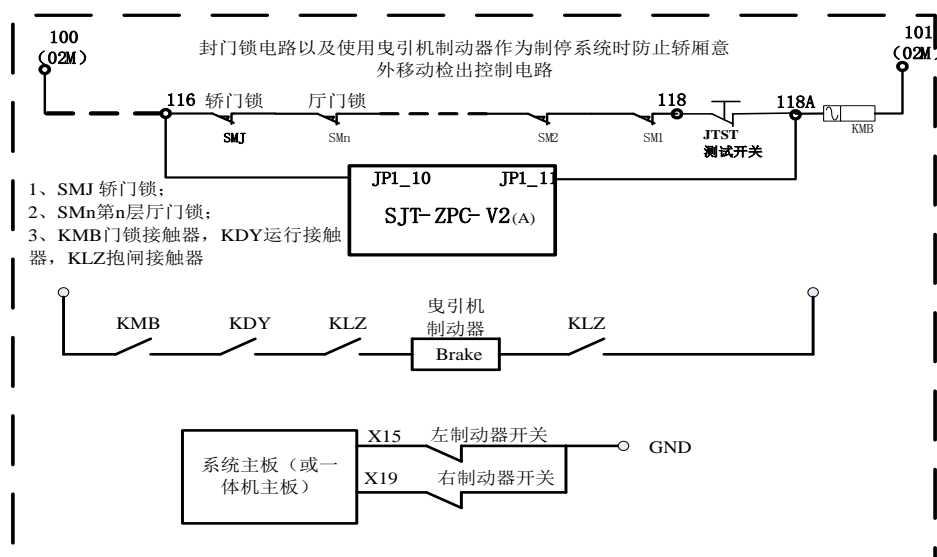 100
(02M)
封门锁电路以及使用曳引机制动器作为制停系统时防止轿厢意
外移动检出控制电路
101
(02M)
116 轿门锁 厅门锁 118 118A
SMJ SMn SM2 SM1 JTST KMB
测试开关
JP1_10 JP1_11
SJT-ZPC-V2(A)
1、SMJ 轿门锁;
2、SMn第n层厅门锁;
3、KMB门锁接触器，KDY运行接触
器，KLZ抱闸接触器
KMB KDY KLZ 曳引机 KLZ
制动器
Brake
X15 左制动器开关 GND
系统主板（或一
体机主板）
X19 右制动器开关